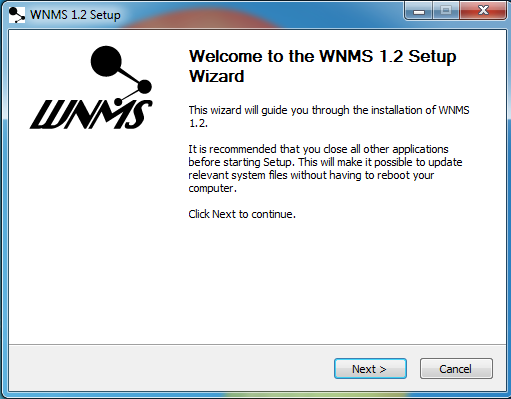 WNMS 1.2 Setup
WNMS
Welcome to the WNMS 1.2 Setup
Wizard
This wizard will guide you through the installation of WNMS
1.2.
It is recommended that you close all other applications
before starting Setup. This will make it possible to update
relevant system files without having to reboot your
computer.
Click Next to continue.
Next >
Cancel